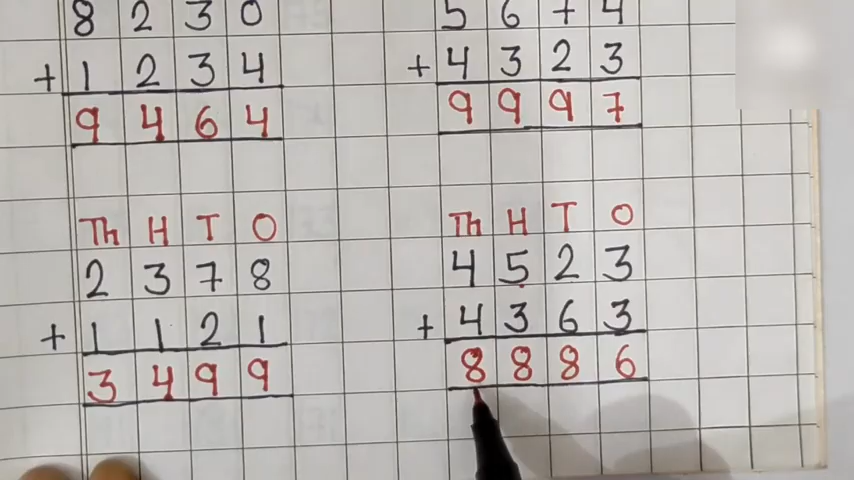 8 2 3 0
+ 1 2 3 4
9 4 6 4
5 6 7 4
+ 4 3 2 3
9 9 9 7
Th H T O
2 3 7 8
+ 1 1 2 1
3 4 9 9
Th H T O
4 5 2 3
+ 4 3 6 3
8 8 8 6